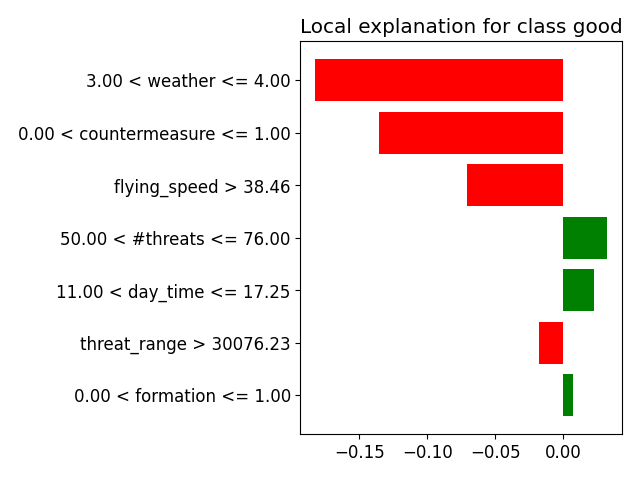 Local explanation for class good
3.00 < weather <= 4.00
0.00 < countermeasure <= 1.00
flying_speed > 38.46
50.00 < #threats <= 76.00
11.00 < day_time <= 17.25
threat_range > 30076.23
0.00 < formation <= 1.00
−0.15 −0.10 −0.05 0.00